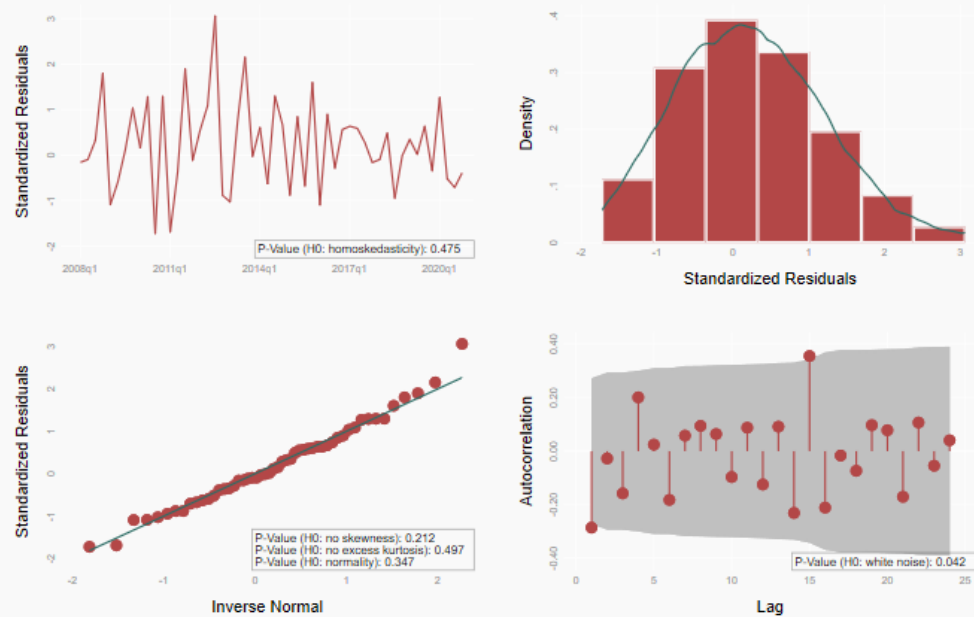 Standardized Residuals
3
2
1
0
-1
-2
P-Value (H0: homoskedasticity): 0.475
2008q1 2011q1 2014q1 2017q1 2020q1
Density
.4
.3
.2
.1
0
-2 -1 0 1 2 3
Standardized Residuals
Standardized Residuals
3
2
1
0
-1
-2
P-Value (H0: no skewness): 0.212
P-Value (H0: no excess kurtosis): 0.497
P-Value (H0: normality): 0.347
-2 -1 0 1 2
Inverse Normal
Autocorrelation
0.40
0.20
0.00
-0.20
-0.40
P-Value (H0: white noise): 0.042
0 5 10 15 20 25
Lag